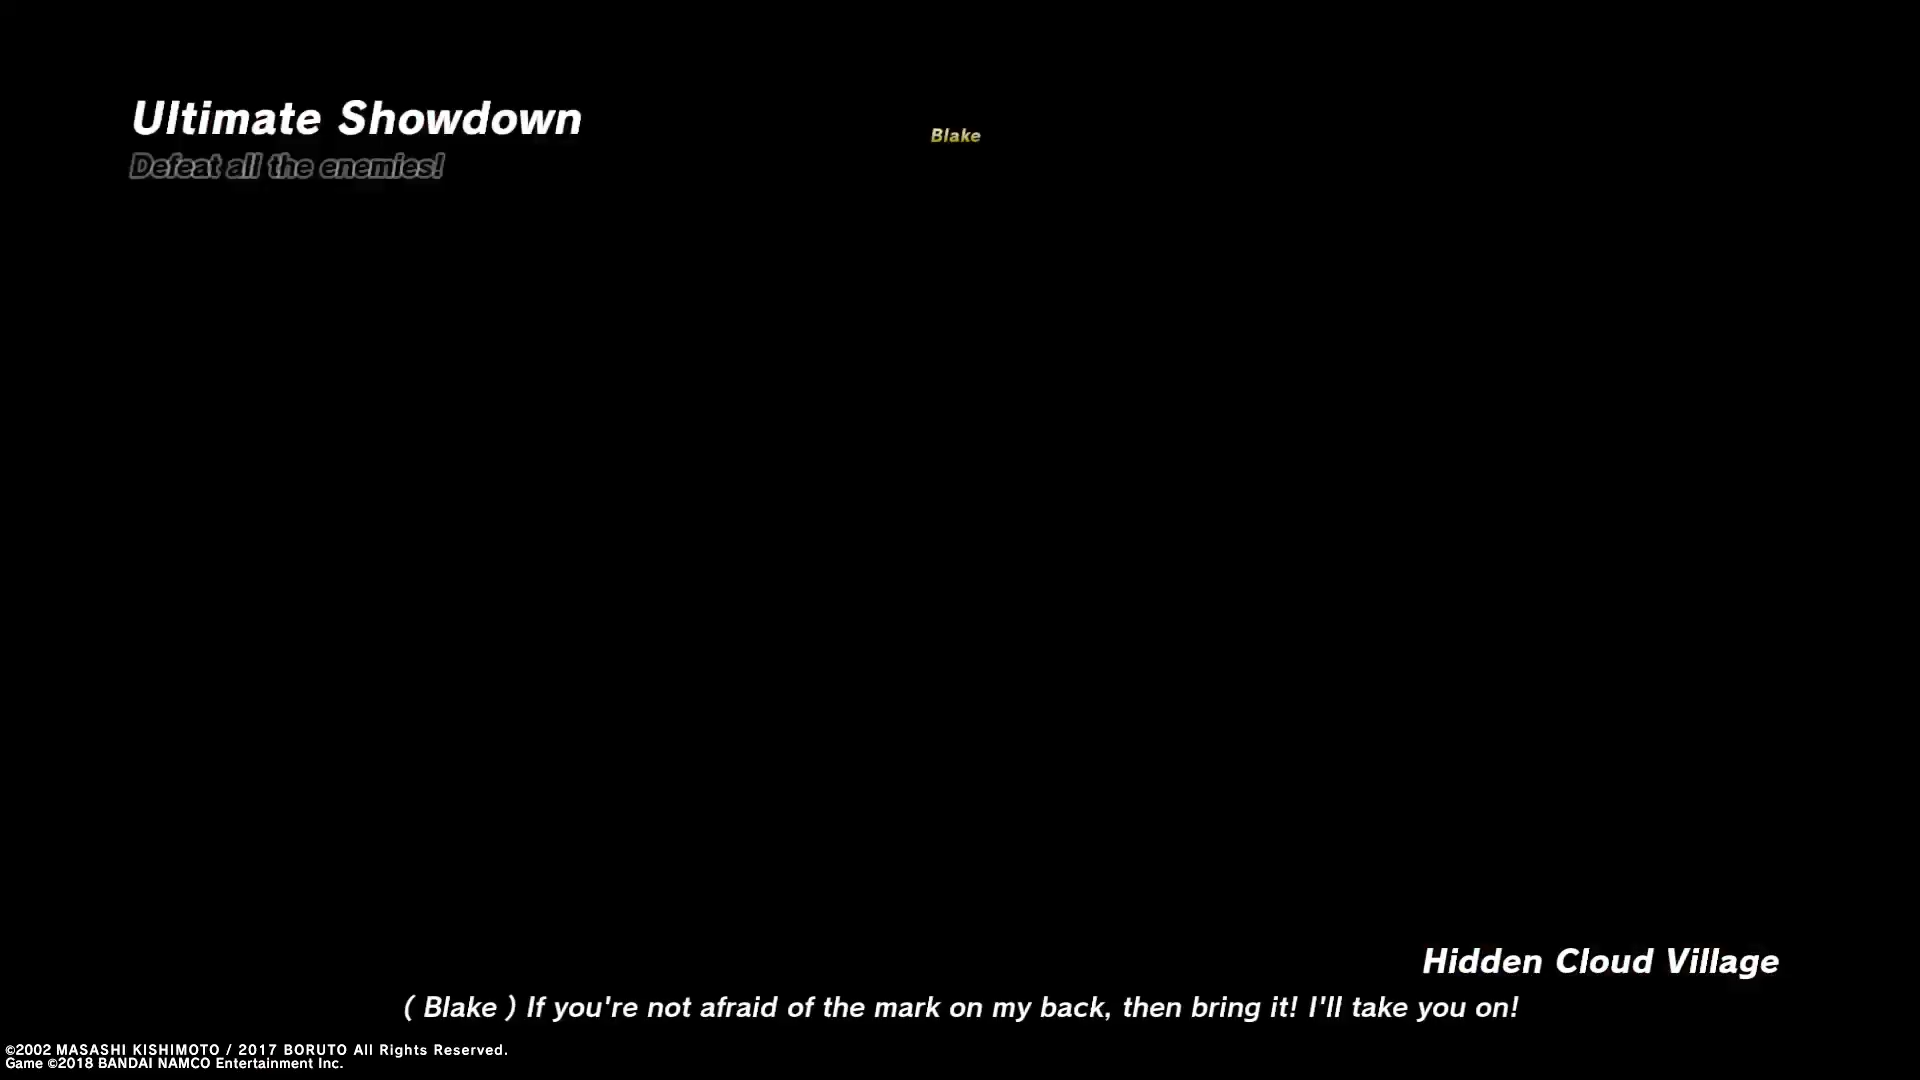 Ultimate Showdown
Defeat all the enemies!
Blake
Hidden Cloud Village
( Blake ) If you're not afraid of the mark on my back, then bring it! I'll take you on!
©2002 MASASHI KISHIMOTO / 2017 BORUTO All Rights Reserved.
Game ©2018 BANDAI NAMCO Entertainment Inc.